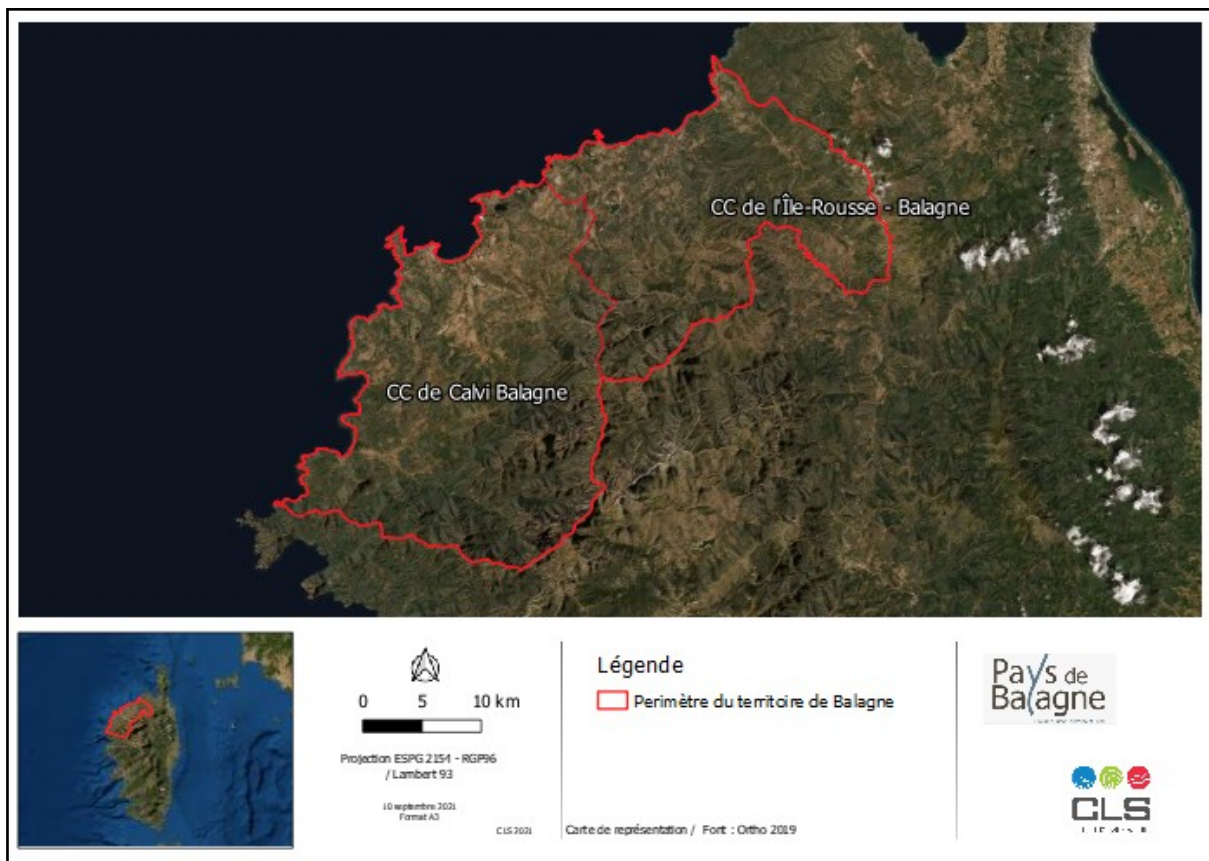 CC de l'Île-Rousse - Balagne
CC de Calvi Balagne
0 5 10 km
Projection ESPG 2154 - RGP96
/ Lambert 93
10 septembre 2021
Format A3
CLS 2021
Légende
Perimètre du territoire de Balagne
Carte de représentation / Font : Ortho 2019
Pays de
Balagne
CLS